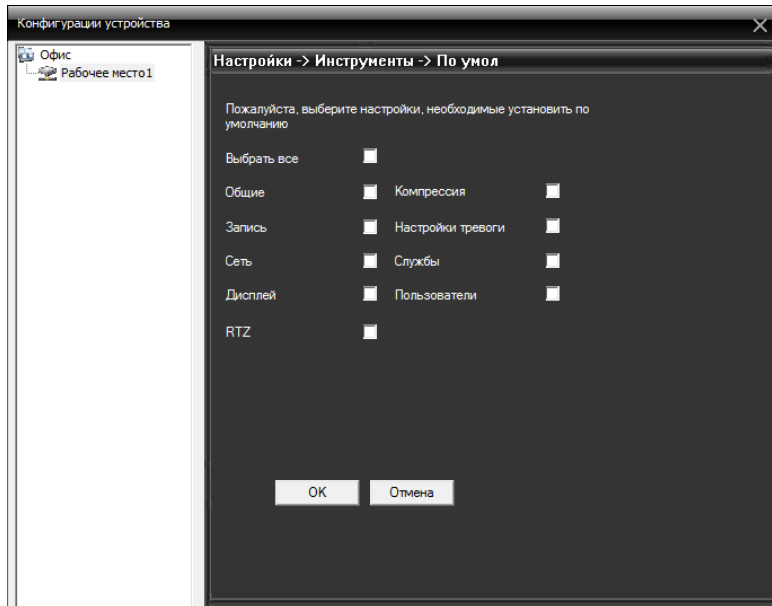 Конфигурации устройства
Офис
Рабочее место1
Настройки -> Инструменты -> По умол
Пожалуйста, выберите настройки, необходимые установить по
умолчанию
Выбрать все
Общие Компрессия
Запись Настройки тревоги
Сеть Службы
Дисплей Пользователи
RTZ
OK Отмена